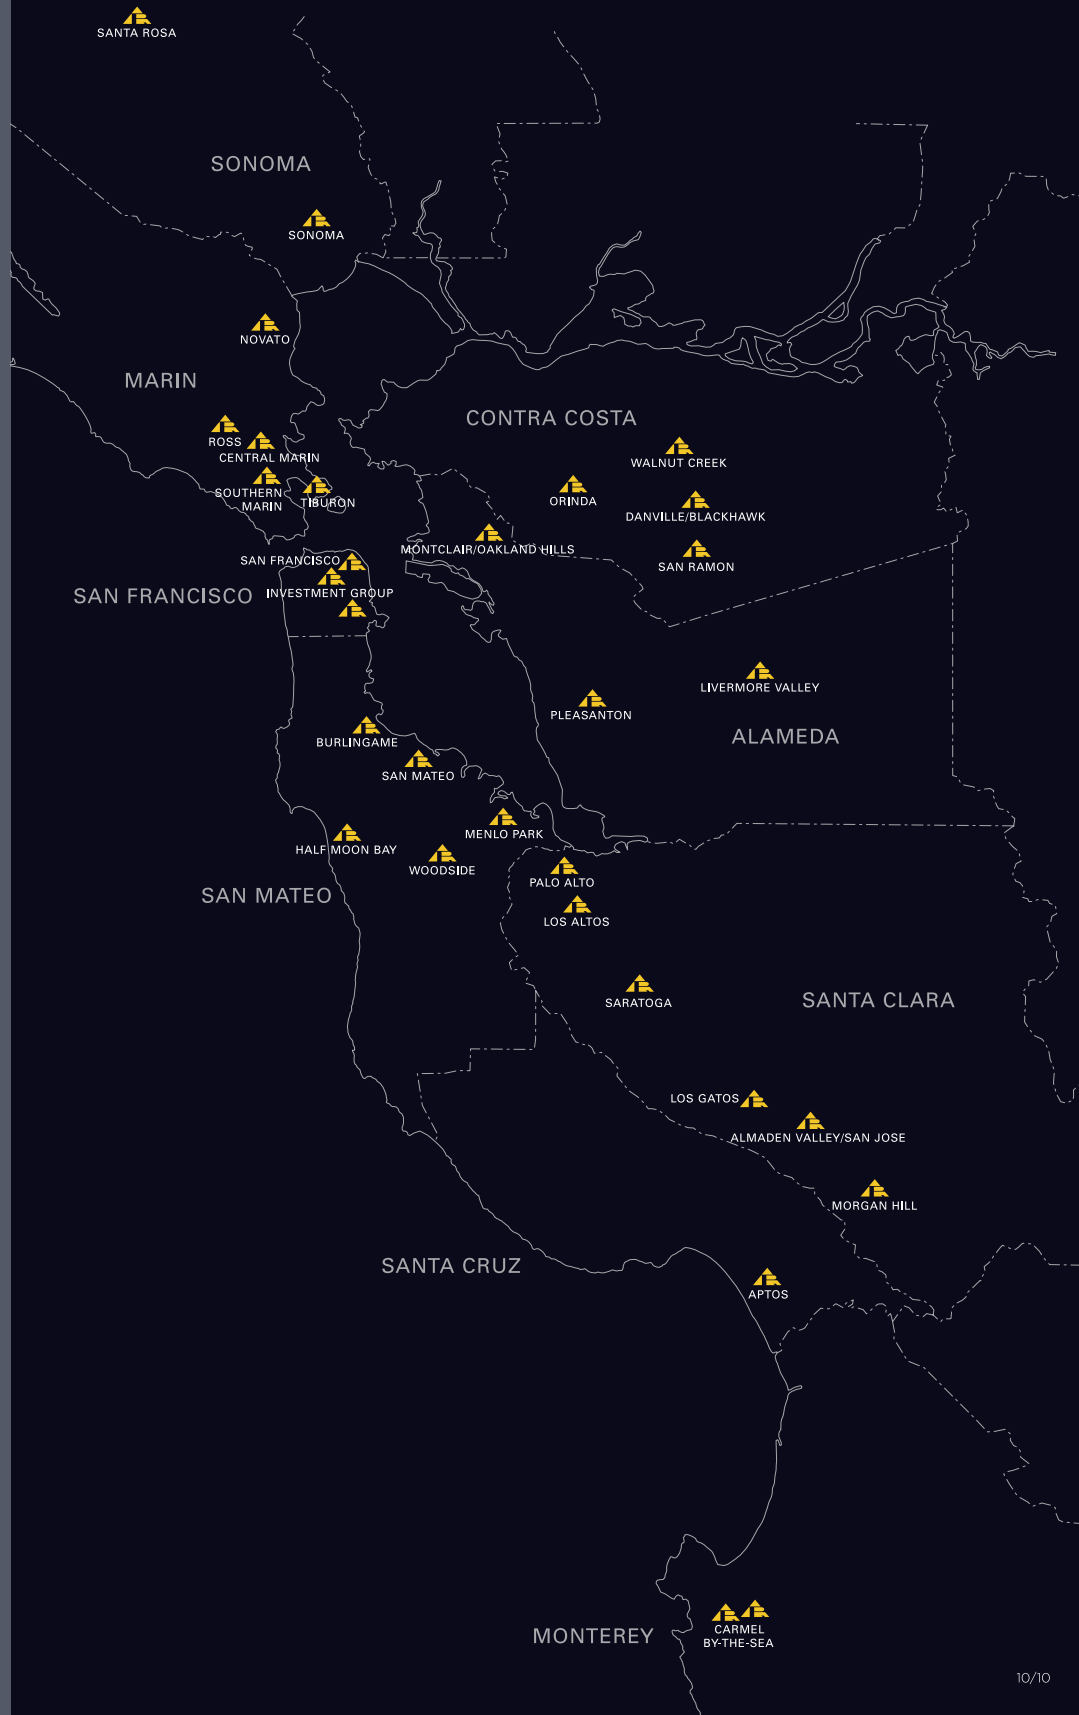 SANTA ROSA
SONOMA
SONOMA
NOVATO
MARIN
CONTRA COSTA
ROSS
CENTRAL MARIN
WALNUT CREEK
SOUTHERN
MARIN
TIBURON
ORINDA
DANVILLE/BLACKHAWK
MONTCLAIR/OAKLAND HILLS
SAN FRANCISCO
SAN RAMON
SAN FRANCISCO
INVESTMENT GROUP
LIVERMORE VALLEY
PLEASANTON
ALAMEDA
BURLINGAME
SAN MATEO
MENLO PARK
HALF MOON BAY
WOODSIDE
PALO ALTO
SAN MATEO
LOS ALTOS
SARATOGA
SANTA CLARA
LOS GATOS
ALMADEN VALLEY/SAN JOSE
MORGAN HILL
SANTA CRUZ
APTOS
MONTEREY
CARMEL
BY-THE-SEA
10/10